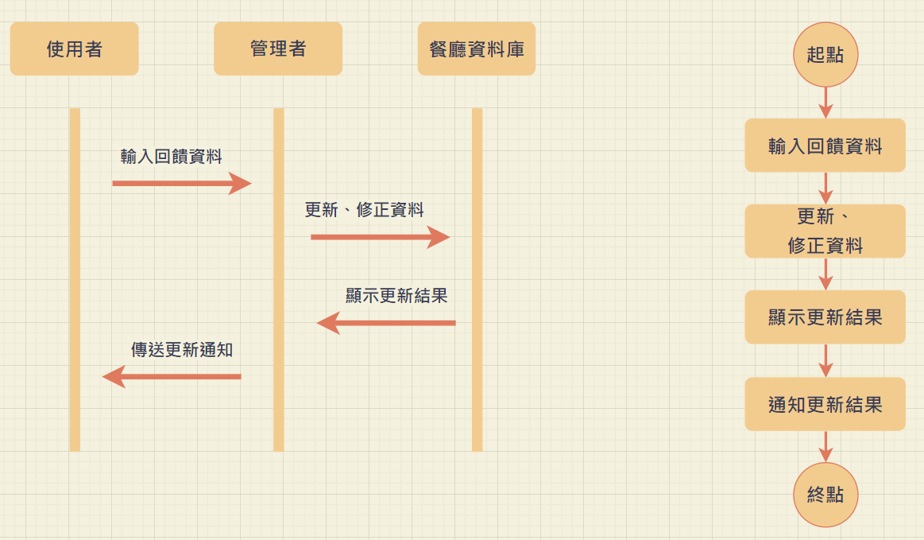 使用者
管理者
餐廳資料庫
輸入回饋資料
更新、修正資料
顯示更新結果
傳送更新通知
起點
輸入回饋資料
更新、
修正資料
顯示更新結果
通知更新結果
終點